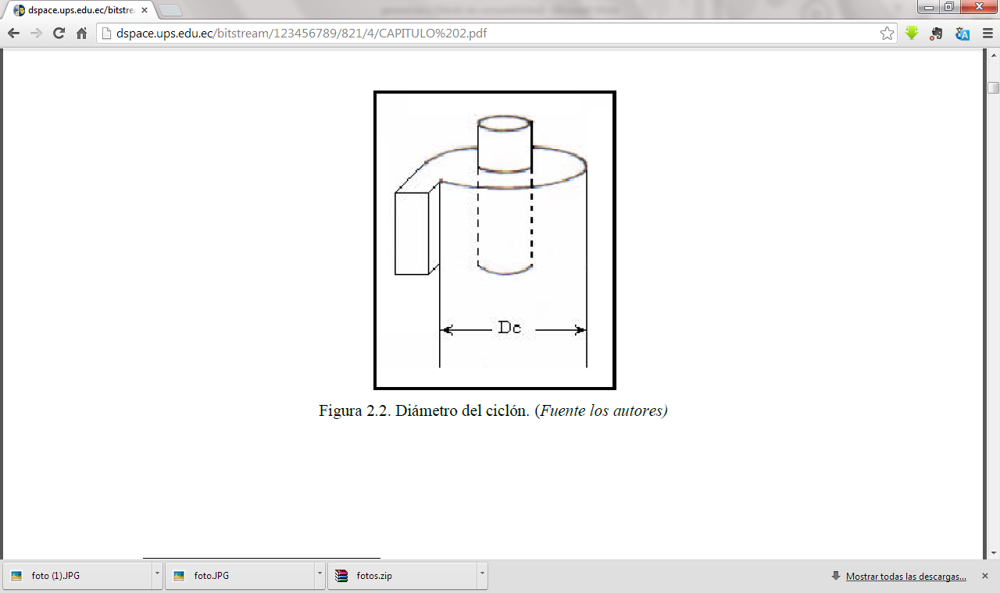 dspace.ups.edu.ec/bitstre
dspace.ups.edu.ec/bitstream/123456789/821/4/CAPITULO%202.pdf
Dc
Figura 2.2. Diámetro del ciclón. (Fuente los autores)
foto (1).JPG
foto.JPG
fotos.zip
Mostrar todas las descargas...